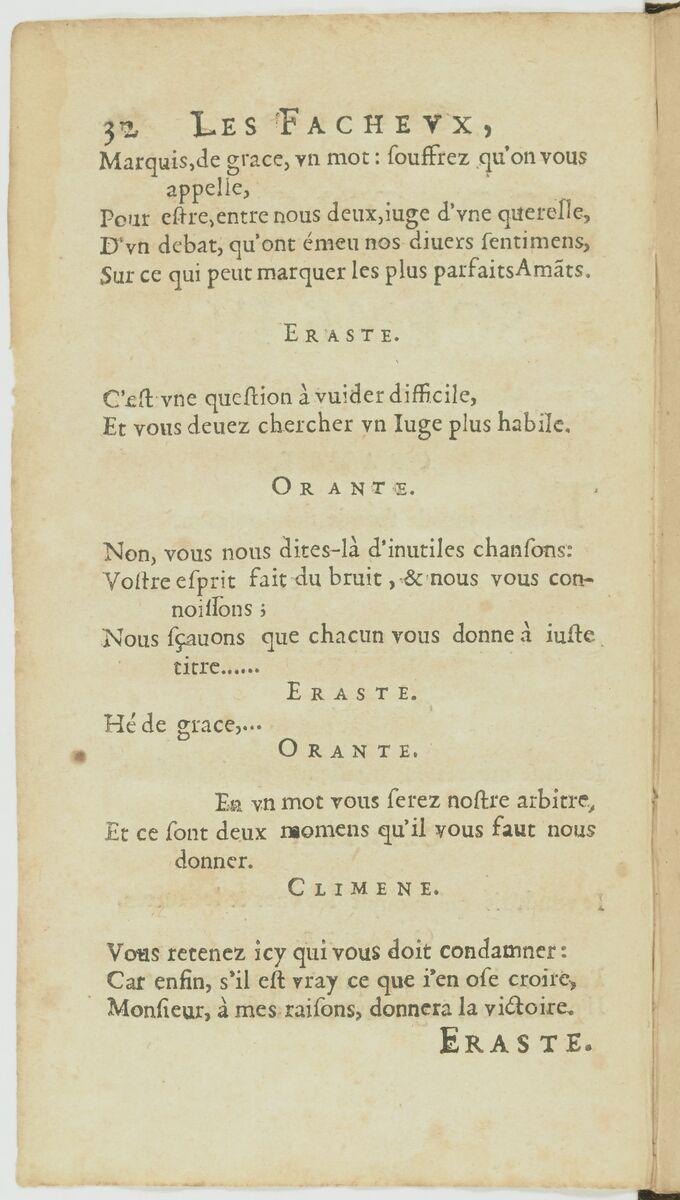 32 LES FACHEVX,
Marquis, de grace, vn mot : ſouffrez qu'on vous
appelle,
Pour eſtre, entre nous deux, iuge d'vne querelle,
D'vn debat, qu'ont émeu nos diuers ſentimens,
Sur ce qui peut marquer les plus parfaits Amãts.
ERASTE.
C'eſt vne queſtion à vuider difficile,
Et vous deuez chercher vn Iuge plus habile.
ORANTE.
Non, vous nous dites-là d'inutiles chanſons:
Voſtre eſprit fait du bruit, & nous vous con-
noiſſons ;
Nous ſçauons que chacun vous donne à iuſte
titre......
ERASTE.
Hé de grace,...
ORANTE.
En vn mot vous ſerez noſtre arbitre,
Et ce ſont deux momens qu'il vous faut nous
donner.
CLIMENE.
Vous retenez icy qui vous doit condamner :
Car enfin, s'il eſt vray ce que i'en oſe croire,
Monſieur, à mes raiſons, donnera la victoire.
ERASTE.